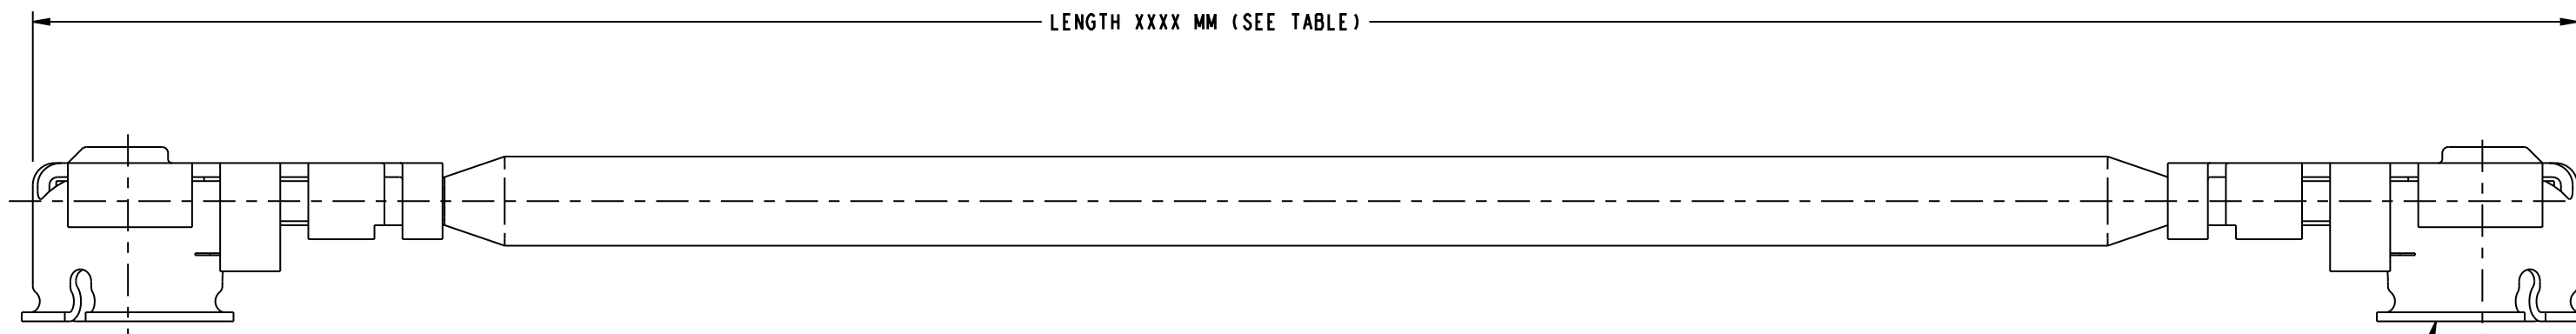 LENGTH XXXX MM (SEE TABLE)